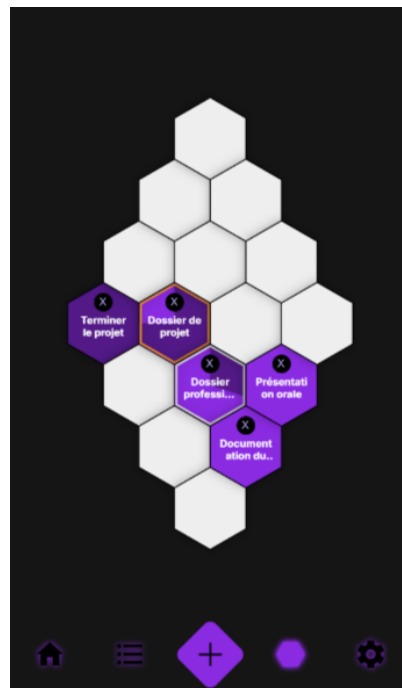 X
Terminer
le projet
X
Dossier de
projet
X
Dossier
professi...
X
Présentati
on orale
X
Document
ation du..